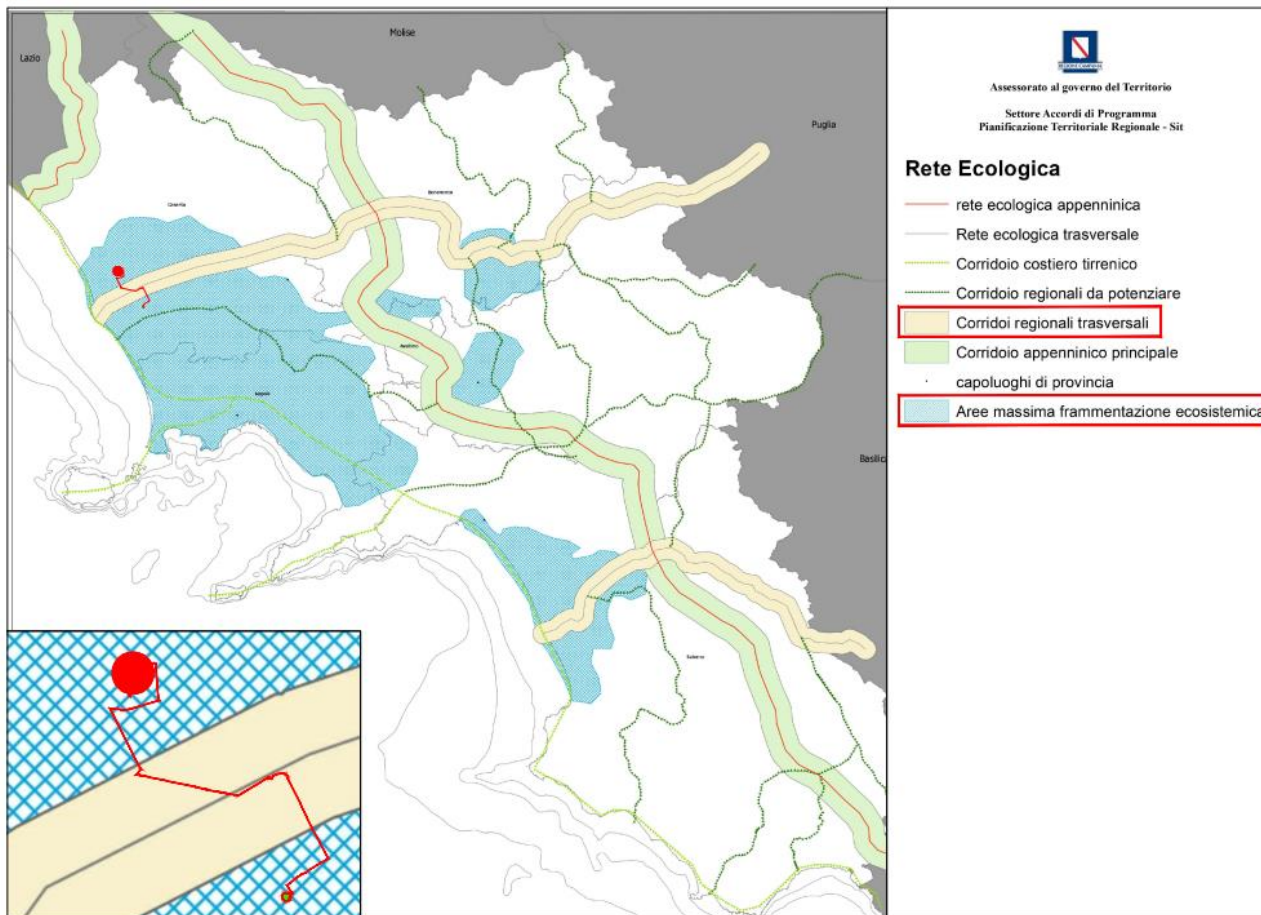 Molise
Lazio
Puglia
Benevento
Caserta
Avellino
Napoli
Basilica
Salerno
REGIONE CAMPANIA
Assessorato al governo del Territorio
Settore Accordi di Programma
Pianificazione Territoriale Regionale - Sit
Rete Ecologica
rete ecologica appenninica
Rete ecologica trasversale
Corridoio costiero tirrenico
Corridoio regionali da potenziare
Corridoi regionali trasversali
Corridoio appenninico principale
capoluoghi di provincia
Aree massima frammentazione ecosistemica